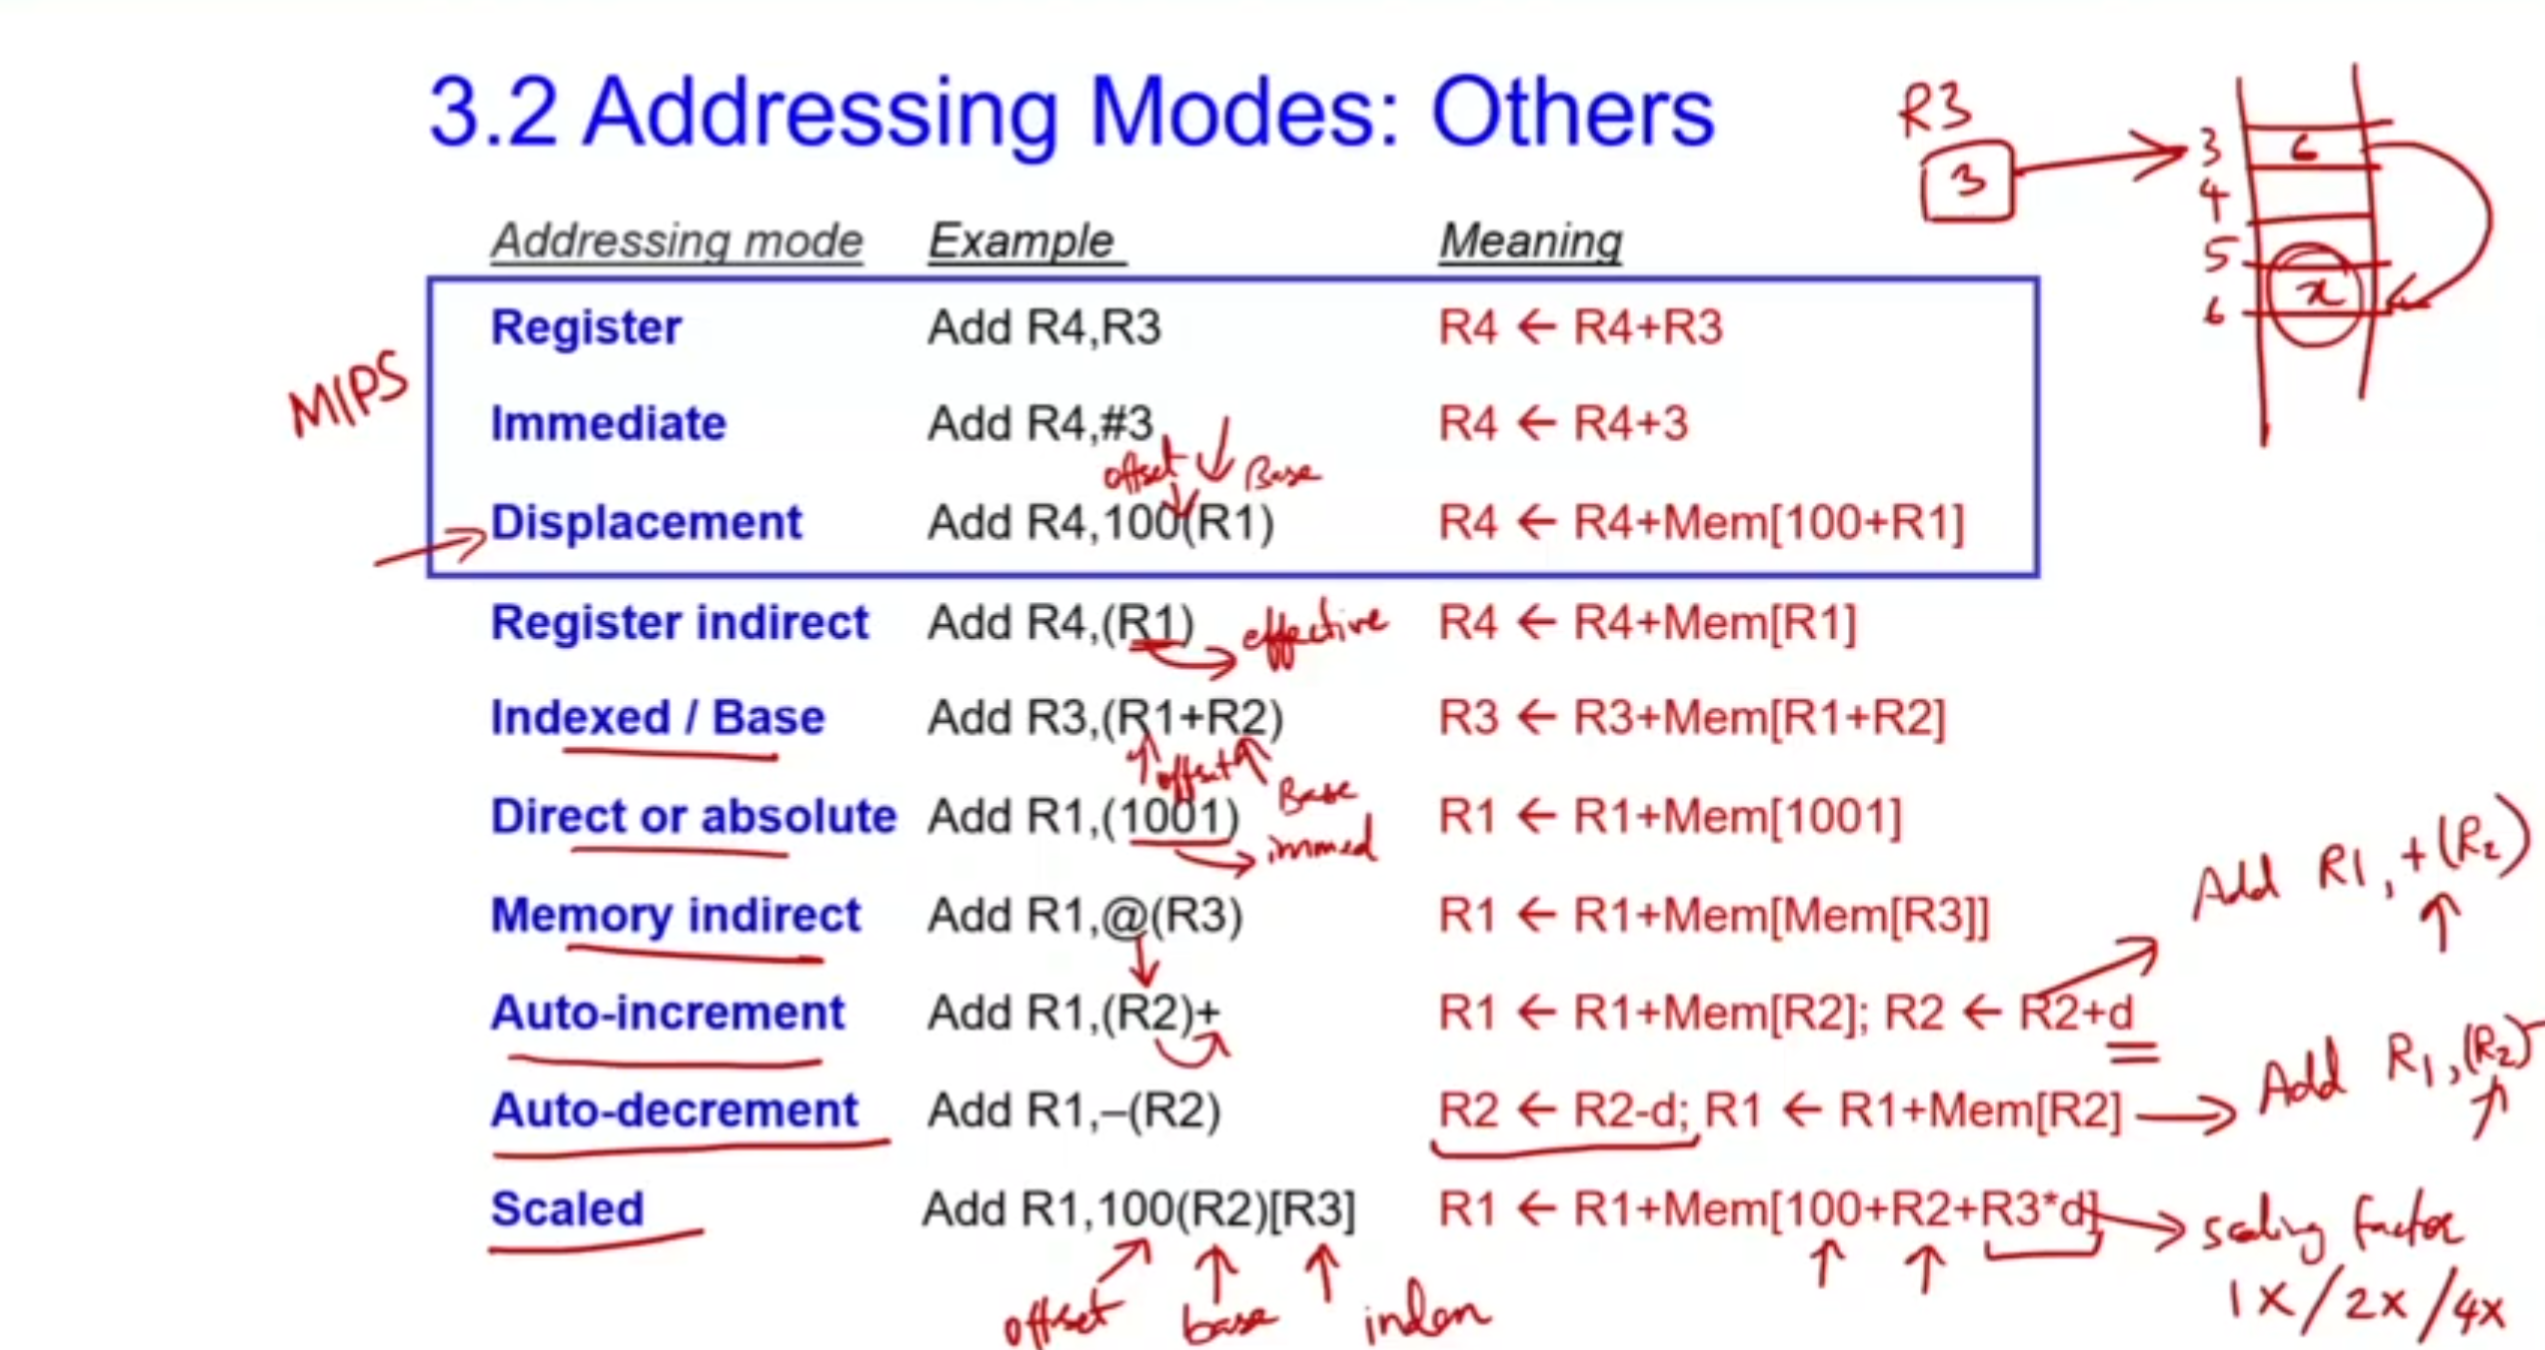 3.2 Addressing Modes: Others
R3
3
3 6
4
5
6 x
Addressing mode Example Meaning
MIPS
Register Add R4,R3 R4 ← R4+R3
Immediate Add R4,#3 R4 ← R4+3
offset Base
Displacement Add R4,100(R1) R4 ← R4+Mem[100+R1]
Register indirect Add R4,(R1) effective R4 ← R4+Mem[R1]
Indexed / Base Add R3,(R1+R2) R3 ← R3+Mem[R1+R2]
offset Base
Direct or absolute Add R1,(1001) immed R1 ← R1+Mem[1001]
Memory indirect Add R1,@(R3) R1 ← R1+Mem[Mem[R3]]
Add R1,+(R2)
Auto-increment Add R1,(R2)+ R1 ← R1+Mem[R2]; R2 ← R2+d
Auto-decrement Add R1,–(R2) R2 ← R2-d; R1 ← R1+Mem[R2]
Add R1,(R2)-
Scaled Add R1,100(R2)[R3] R1 ← R1+Mem[100+R2+R3*d]
scaling factor
1x/2x/4x
offset base index